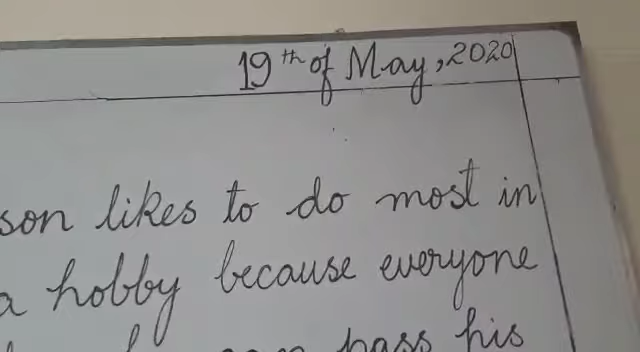 19th of May, 2020
son likes to do most in
a hobby because everyone
pass his